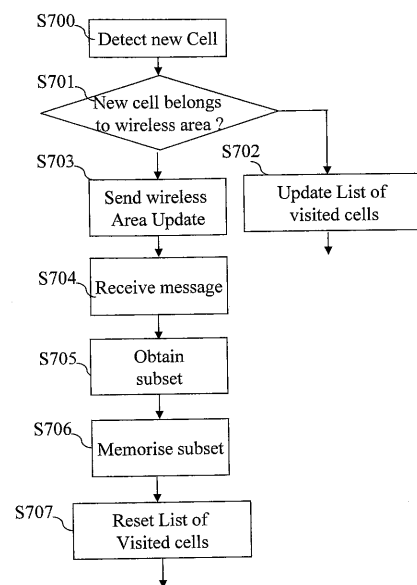 S700
Detect new Cell
S701
New cell belongs
to wireless area ?
S703
Send wireless
Area Update
S702
Update List of
visited cells
S704
Receive message
S705
Obtain
subset
S706
Memorise subset
S707
Reset List of
Visited cells